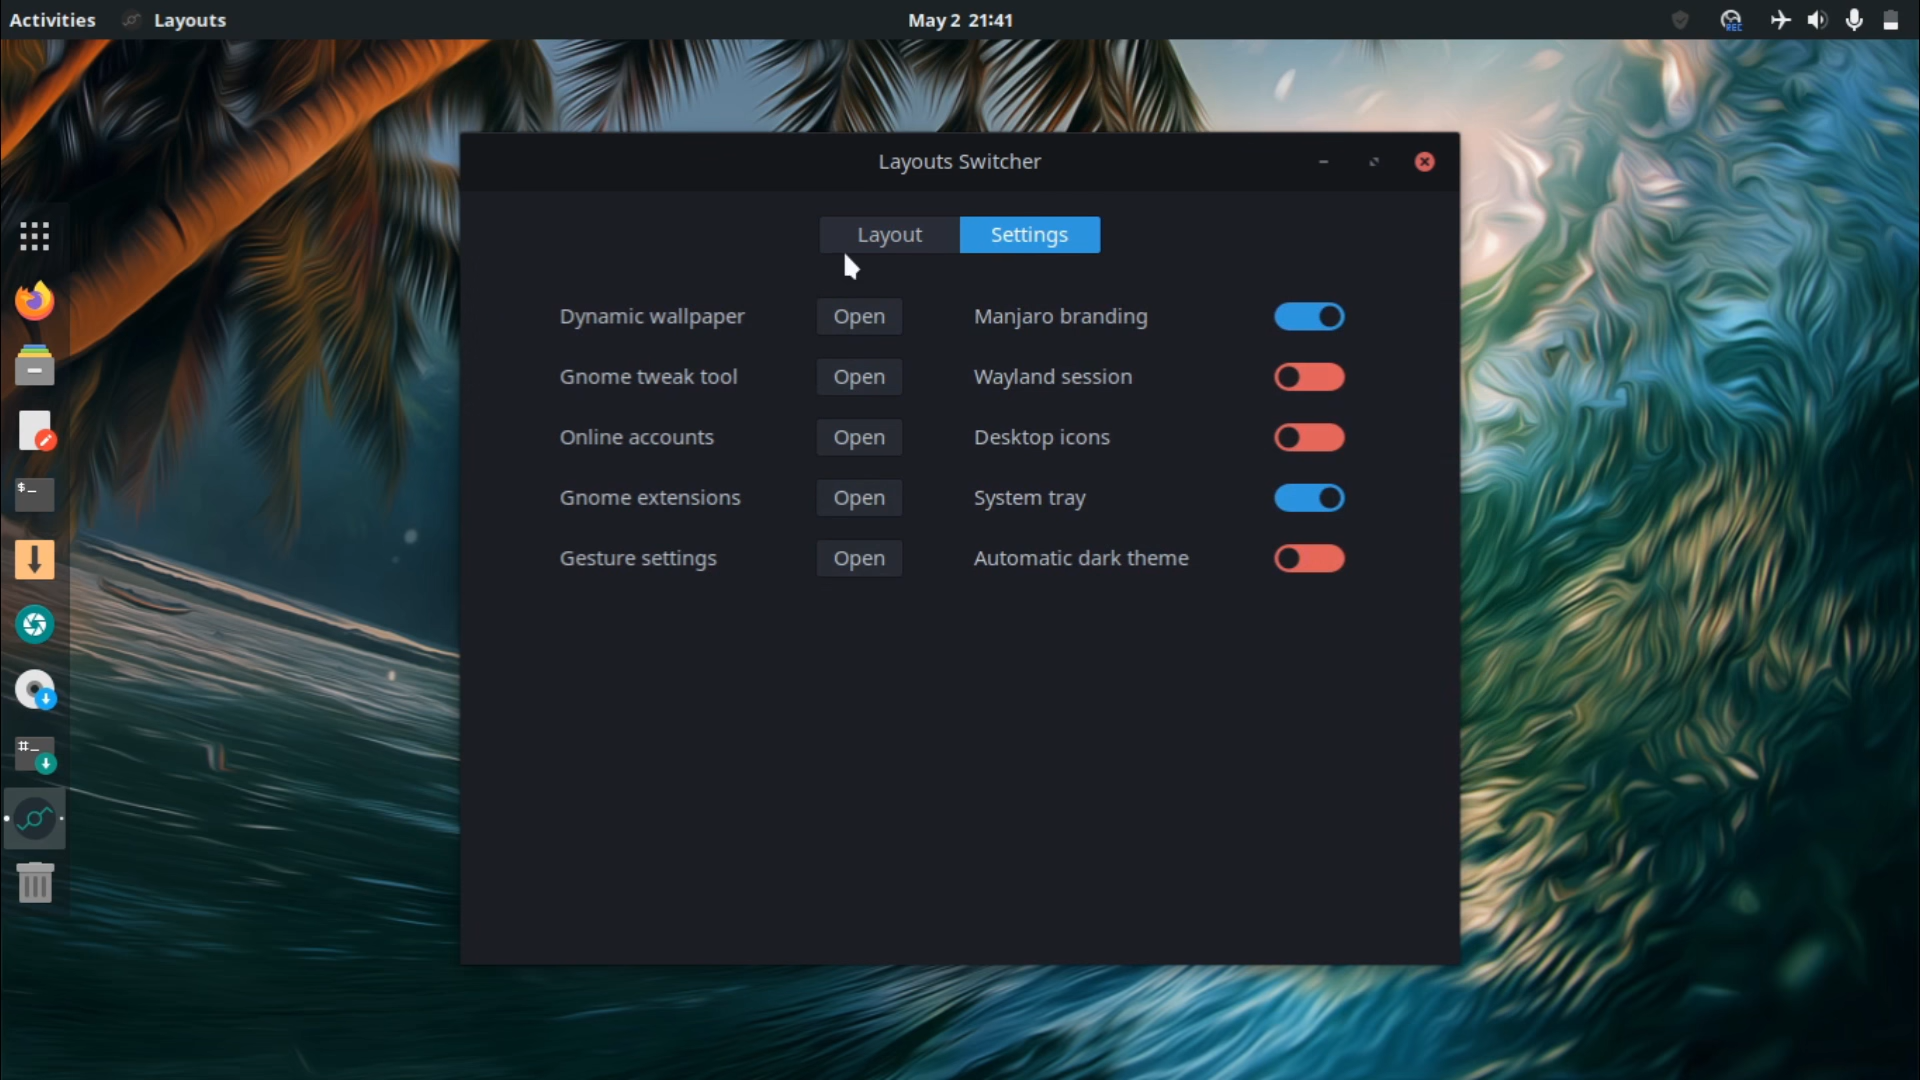 Activities Layouts May 2 21:41
REC
Layouts Switcher
Layout Settings
Dynamic wallpaper Open Manjaro branding
Gnome tweak tool Open Wayland session
Online accounts Open Desktop icons
Gnome extensions Open System tray
Gesture settings Open Automatic dark theme
$_
#_